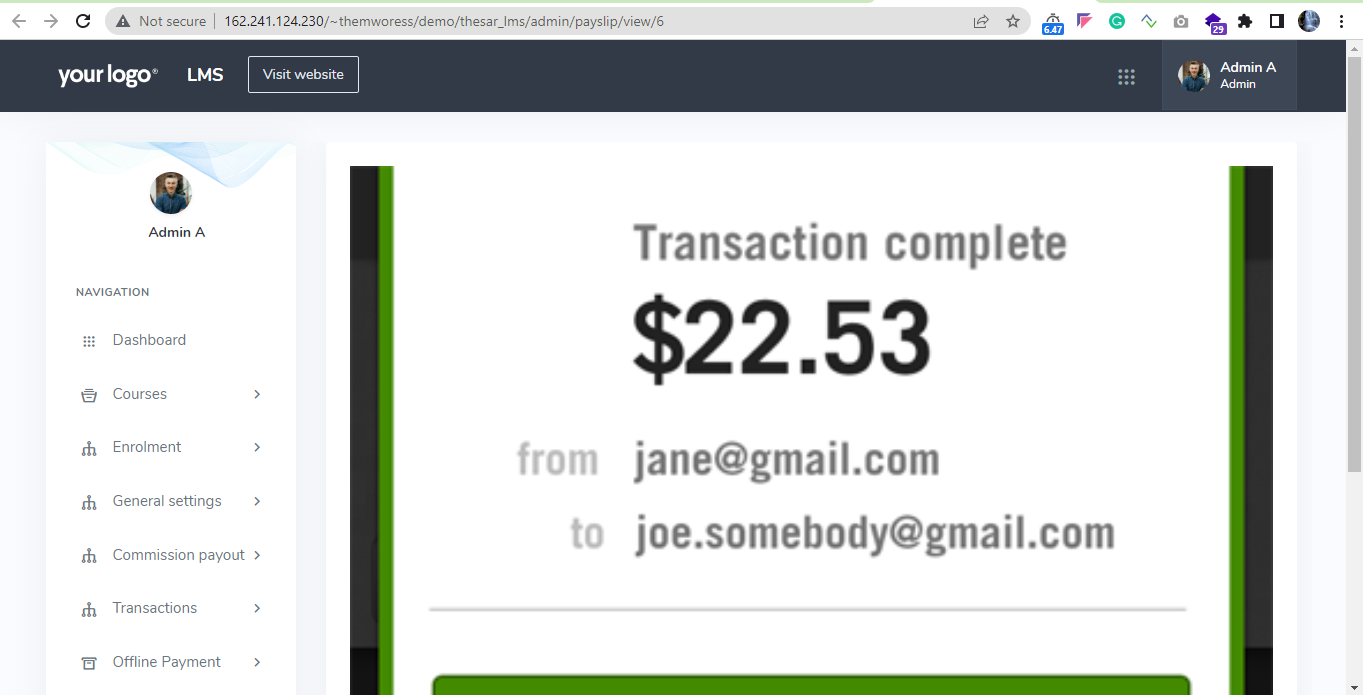 Not secure | 162.241.124.230/~themworess/demo/thesar_lms/admin/payslip/view/6
6.47
29
your logo®
LMS
Visit website
Admin A
Admin
Admin A
NAVIGATION
Dashboard
Courses
Enrolment
General settings
Commission payout
Transactions
Offline Payment
Transaction complete
$22.53
from jane@gmail.com
to joe.somebody@gmail.com